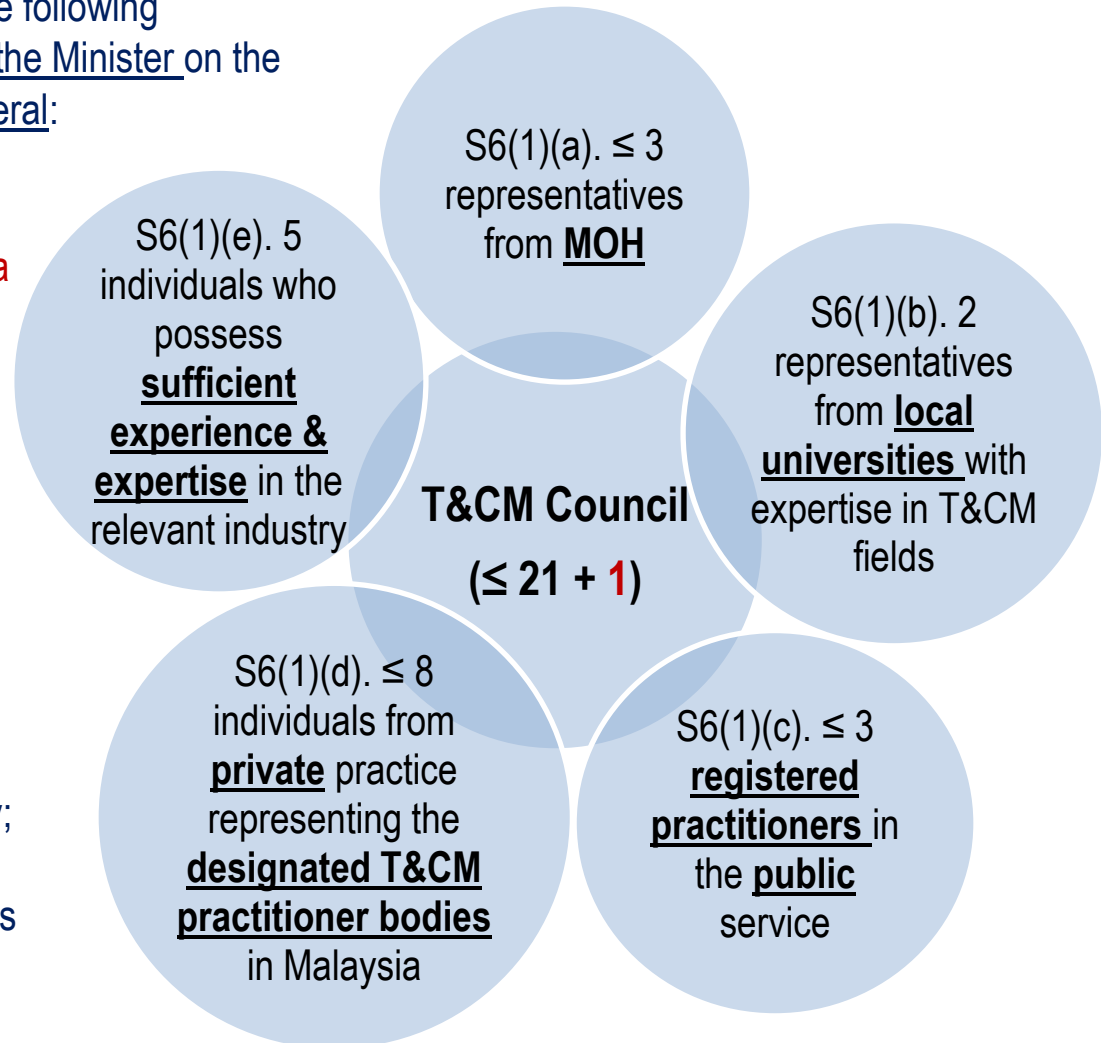 e following
the Minister on the
eral:
a
y;
s
S6(1)(a). ≤ 3
representatives
from MOH
S6(1)(b). 2
representatives
from local
universities with
expertise in T&CM
fields
S6(1)(c). ≤ 3
registered
practitioners in
the public
service
S6(1)(d). ≤ 8
individuals from
private practice
representing the
designated T&CM
practitioner bodies
in Malaysia
S6(1)(e). 5
individuals who
possess
sufficient
experience &
expertise in the
relevant industry
T&CM Council
(≤ 21 + 1)